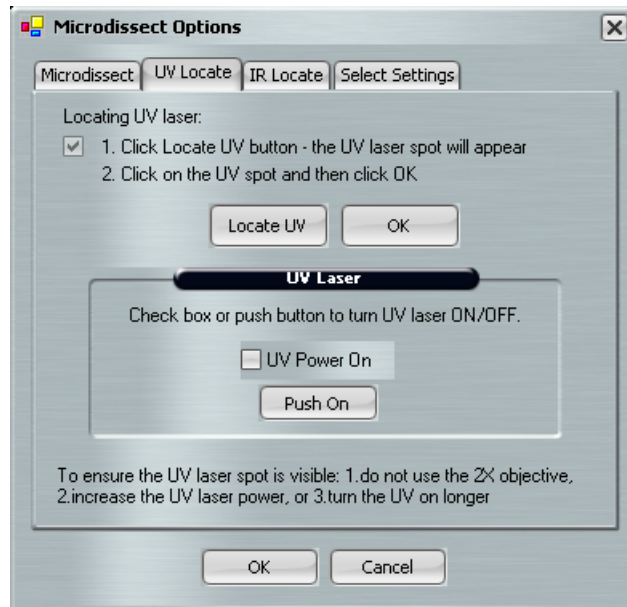 Microdissect Options
Microdissect UV Locate IR Locate Select Settings
Locating UV laser:
1. Click Locate UV button - the UV laser spot will appear
2. Click on the UV spot and then click OK
Locate UV OK
UV Laser
Check box or push button to turn UV laser ON/OFF.
UV Power On
Push On
To ensure the UV laser spot is visible: 1.do not use the 2X objective,
2.increase the UV laser power, or 3.turn the UV on longer
OK Cancel